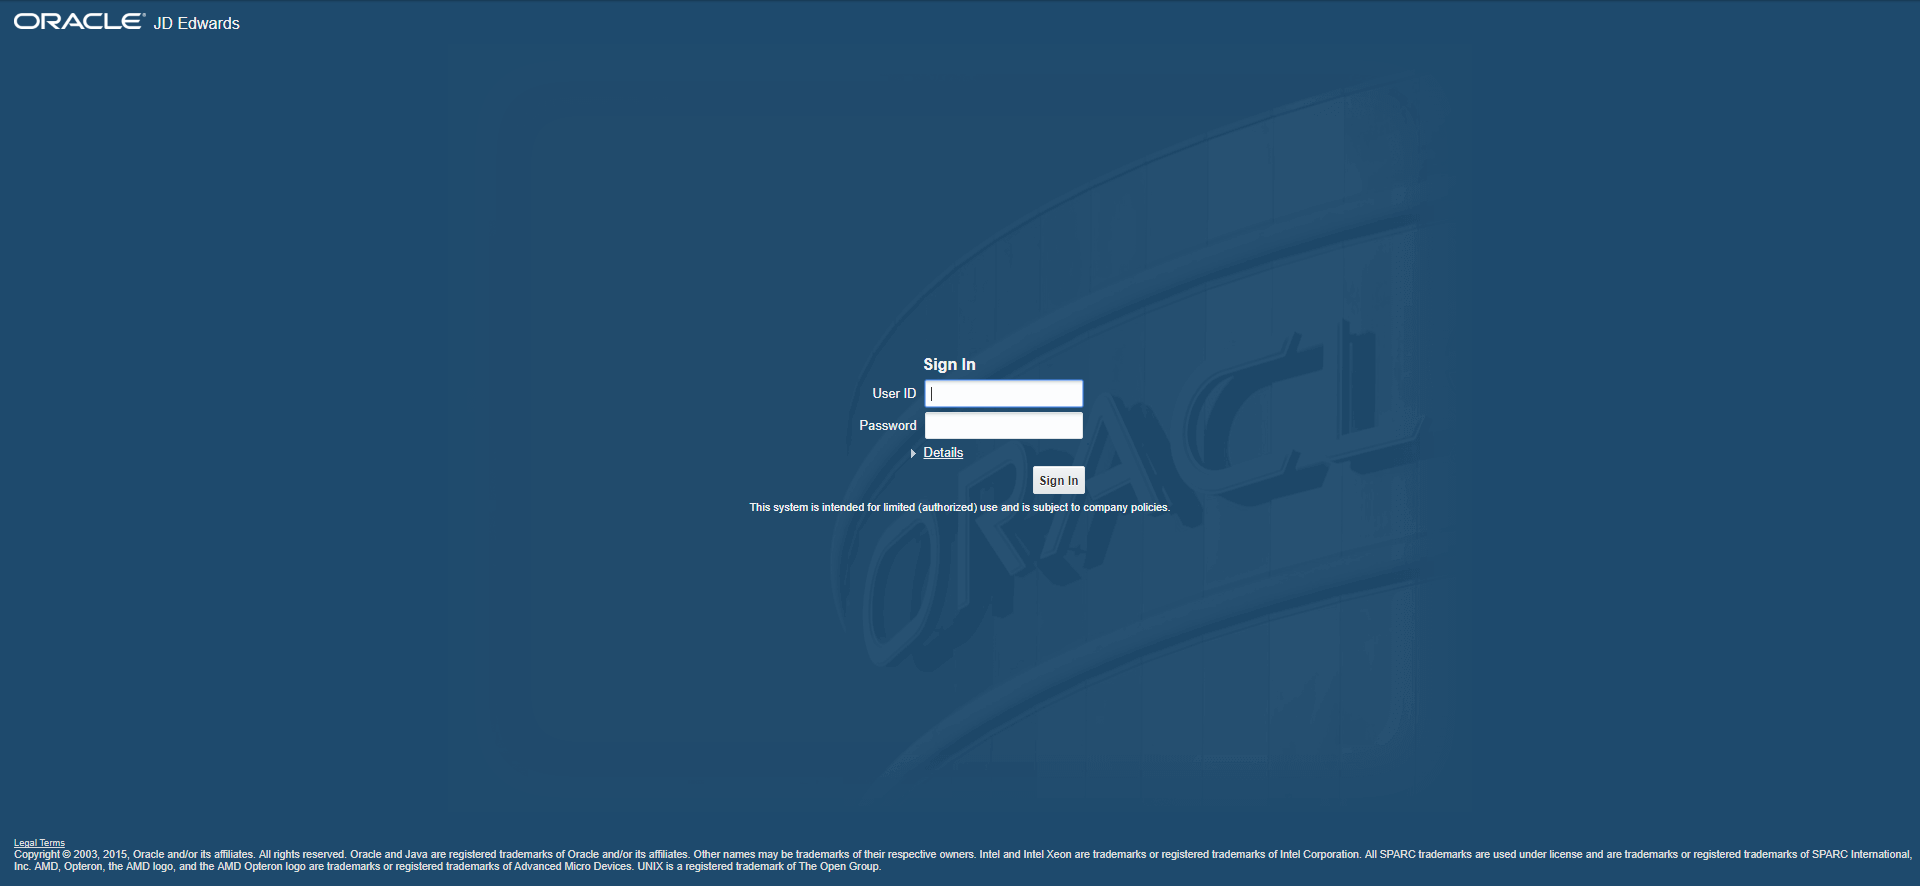 ORACLE® JD Edwards
Sign In
User ID
Password
Details
Sign In
This system is intended for limited (authorized) use and is subject to company policies.
ORACL
Legal Terms
Copyright © 2003, 2015, Oracle and/or its affiliates. All rights reserved. Oracle and Java are registered trademarks of Oracle and/or its affiliates. Other names may be trademarks of their respective owners. Intel and Intel Xeon are trademarks or registered trademarks of Intel Corporation. All SPARC trademarks are used under license and are trademarks or registered trademarks of SPARC International,
Inc. AMD, Opteron, the AMD logo, and the AMD Opteron logo are trademarks or registered trademarks of Advanced Micro Devices. UNIX is a registered trademark of The Open Group.